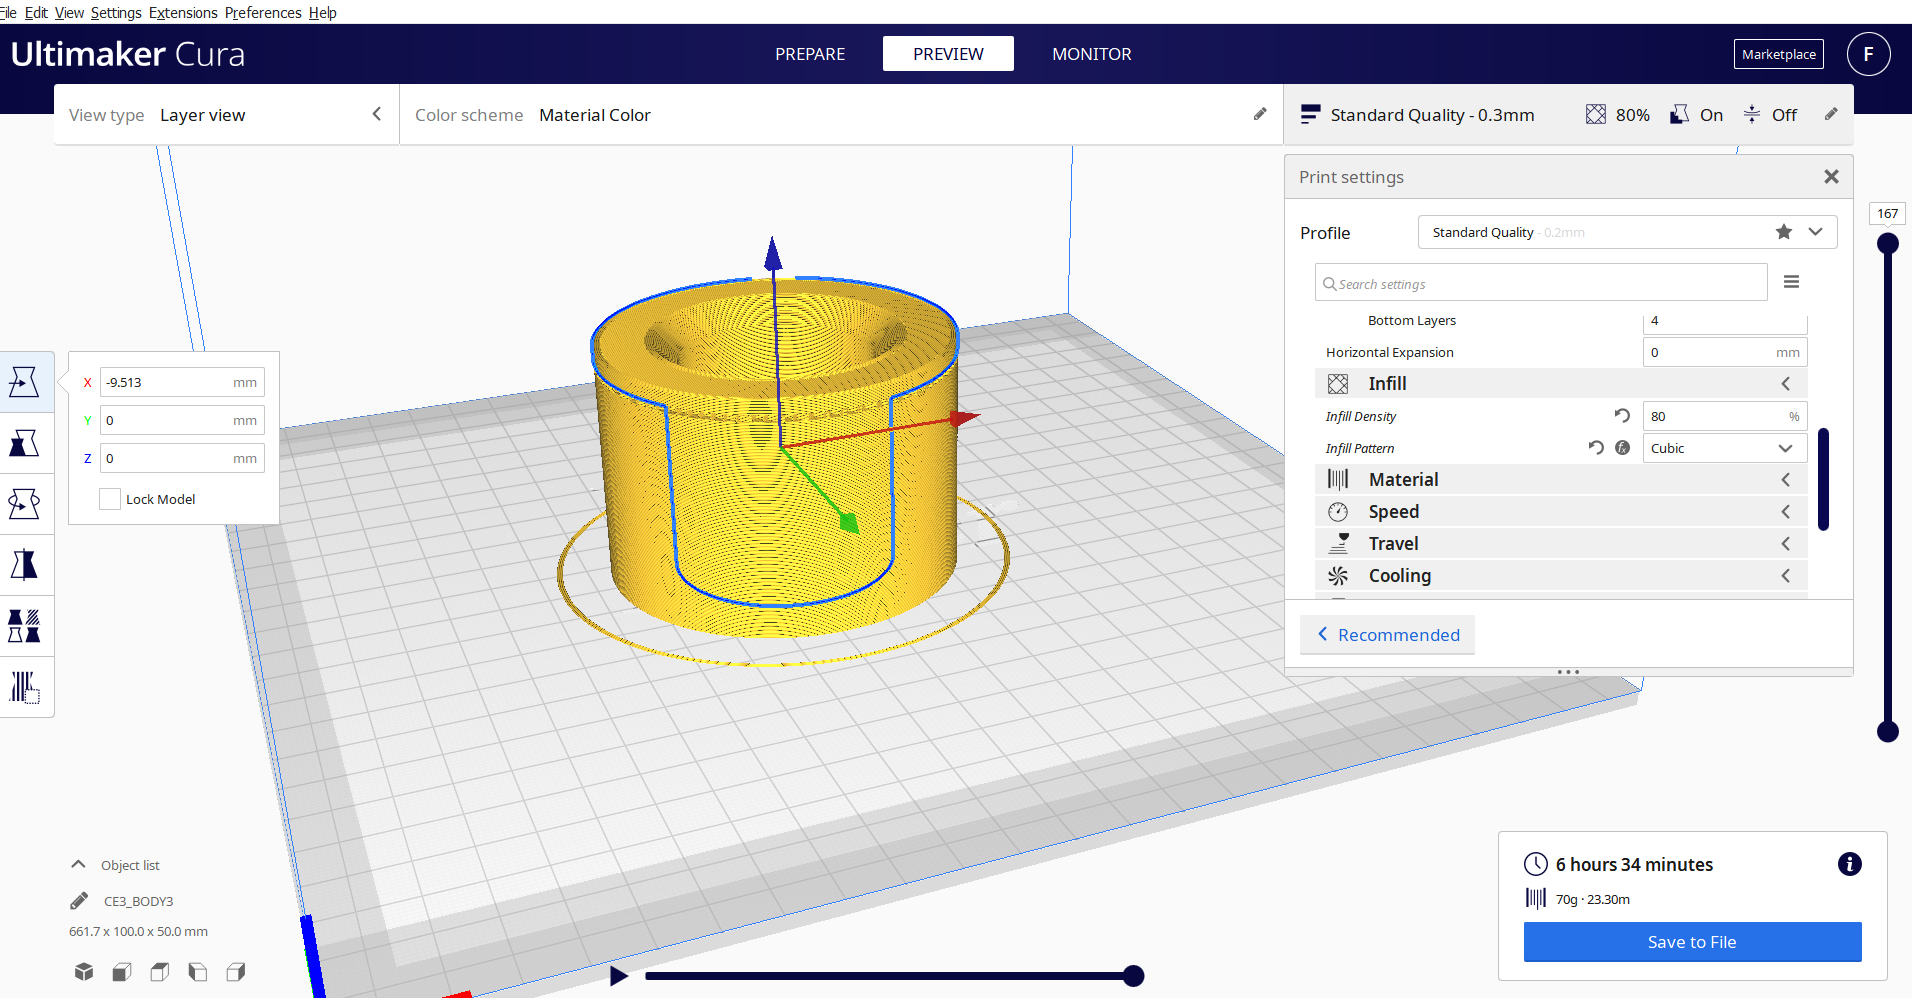 File Edit View Settings Extensions Preferences Help
Ultimaker Cura
PREPARE PREVIEW MONITOR
Marketplace F
View type Layer view
Color scheme Material Color
Standard Quality - 0.3mm 80% On Off
Print settings
Profile Standard Quality - 0.2mm
Search settings
Bottom Layers 4
Horizontal Expansion 0 mm
Infill
Infill Density 80 %
Infill Pattern Cubic
Material
Speed
Travel
Cooling
Recommended
167
X -9.513 mm
Y 0 mm
Z 0 mm
Lock Model
Object list
CE3_BODY3
661.7 x 100.0 x 50.0 mm
6 hours 34 minutes
70g · 23.30m
Save to File